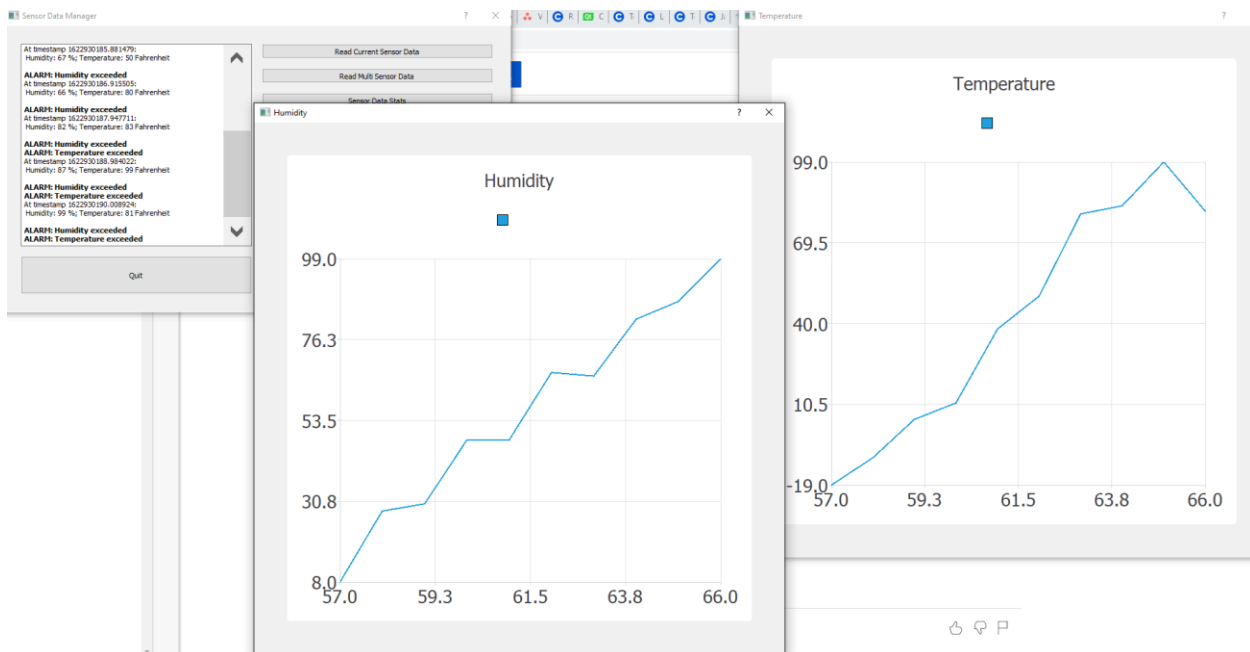 Sensor Data Manager
At timestamp 1622930185.881479:
Humidity: 67 %; Temperature: 50 Fahrenheit
ALARM: Humidity exceeded
At timestamp 1622930186.915505:
Humidity: 66 %; Temperature: 80 Fahrenheit
ALARM: Humidity exceeded
At timestamp 1622930187.947711:
Humidity: 82 %; Temperature: 83 Fahrenheit
ALARM: Humidity exceeded
ALARM: Temperature exceeded
At timestamp 1622930188.984022:
Humidity: 87 %; Temperature: 99 Fahrenheit
ALARM: Humidity exceeded
ALARM: Temperature exceeded
At timestamp 1622930190.008924:
Humidity: 99 %; Temperature: 81 Fahrenheit
ALARM: Humidity exceeded
ALARM: Temperature exceeded
Quit
Read Current Sensor Data
Read Multi Sensor Data
Sensor Data Stats
V C R C C T C L C T C
Humidity
Humidity
99.0
76.3
53.5
30.8
8.0
57.0 59.3 61.5 63.8 66.0
Temperature
Temperature
99.0
69.5
40.0
10.5
-19.0
57.0 59.3 61.5 63.8 66.0